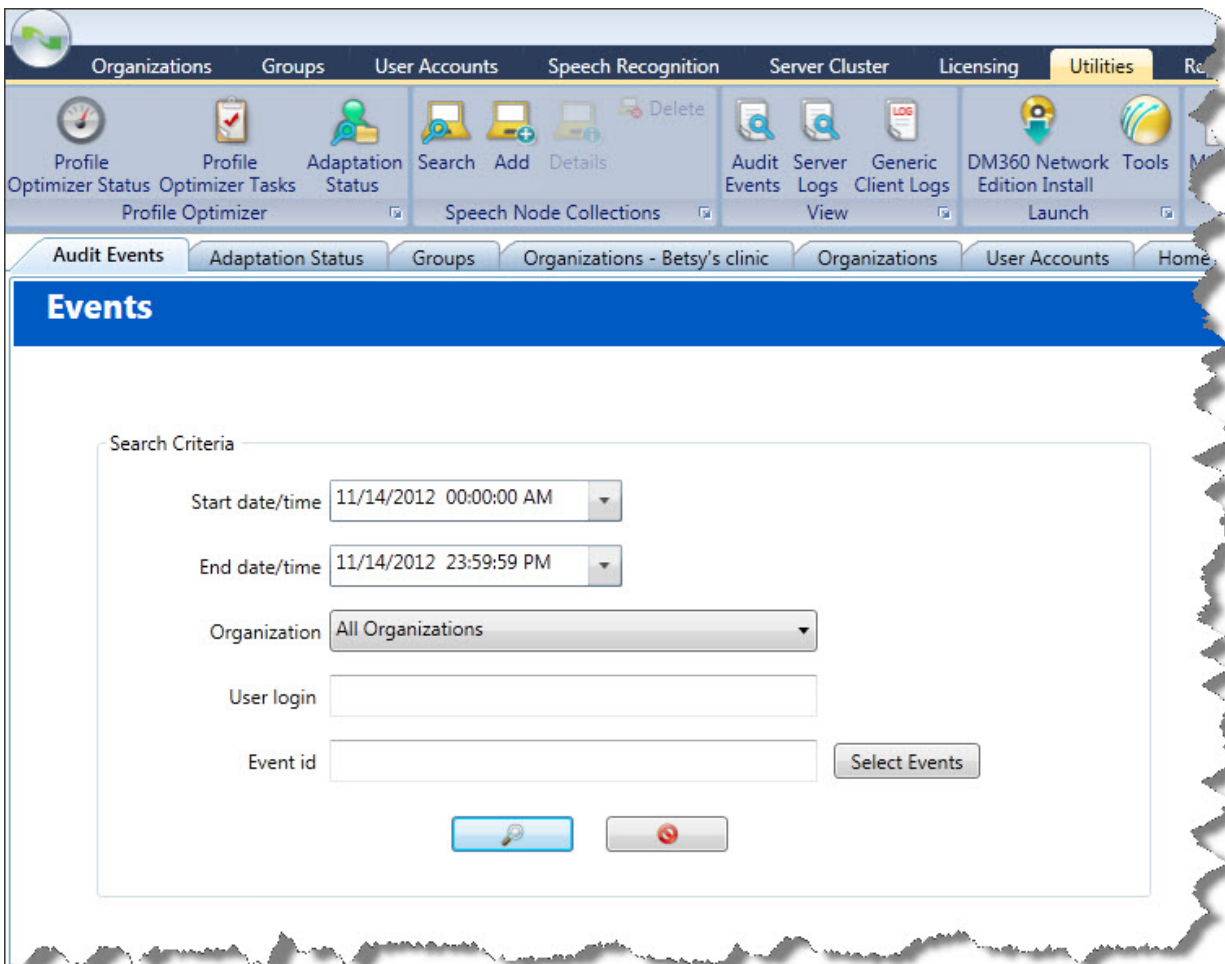 Organizations Groups User Accounts Speech Recognition Server Cluster Licensing Utilities
Profile Optimizer Status
Profile Optimizer Tasks
Adaptation Status
Search
Add
Details
Delete
Audit Events
Server Logs
Generic Client Logs
LOG
DM360 Network Edition Install
Tools
Profile Optimizer
Speech Node Collections
View
Launch
Audit Events Adaptation Status Groups Organizations - Betsy's clinic Organizations User Accounts Home
Events
Search Criteria
Start date/time 11/14/2012 00:00:00 AM
End date/time 11/14/2012 23:59:59 PM
Organization All Organizations
User login
Event id Select Events